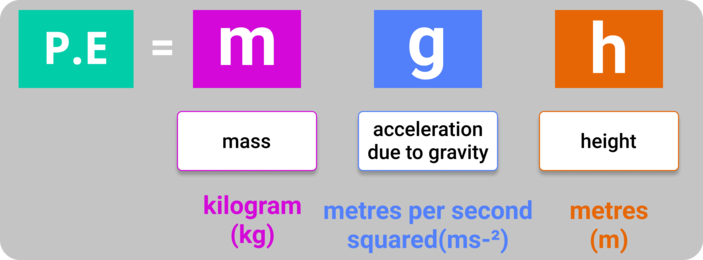 P.E = m g h
mass
acceleration
due to gravity
height
kilogram
(kg)
metres per second
squared(ms-²)
metres
(m)